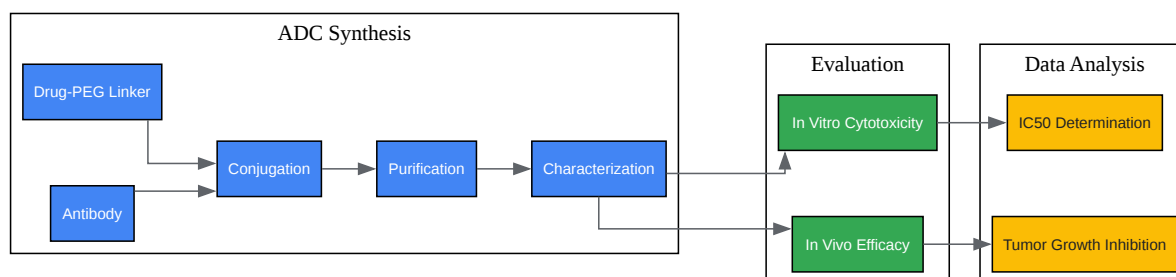 ADC Synthesis
Drug-PEG Linker
Antibody
Conjugation
Purification
Characterization
Evaluation
In Vitro Cytotoxicity
In Vivo Efficacy
Data Analysis
IC50 Determination
Tumor Growth Inhibition